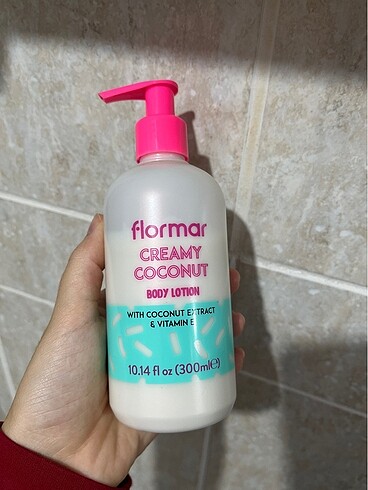 flormar
CREAMY
COCONUT
BODY LOTION
WITH COCONUT EXTRACT
& VITAMIN E
10.14 fl oz (300ml℮)